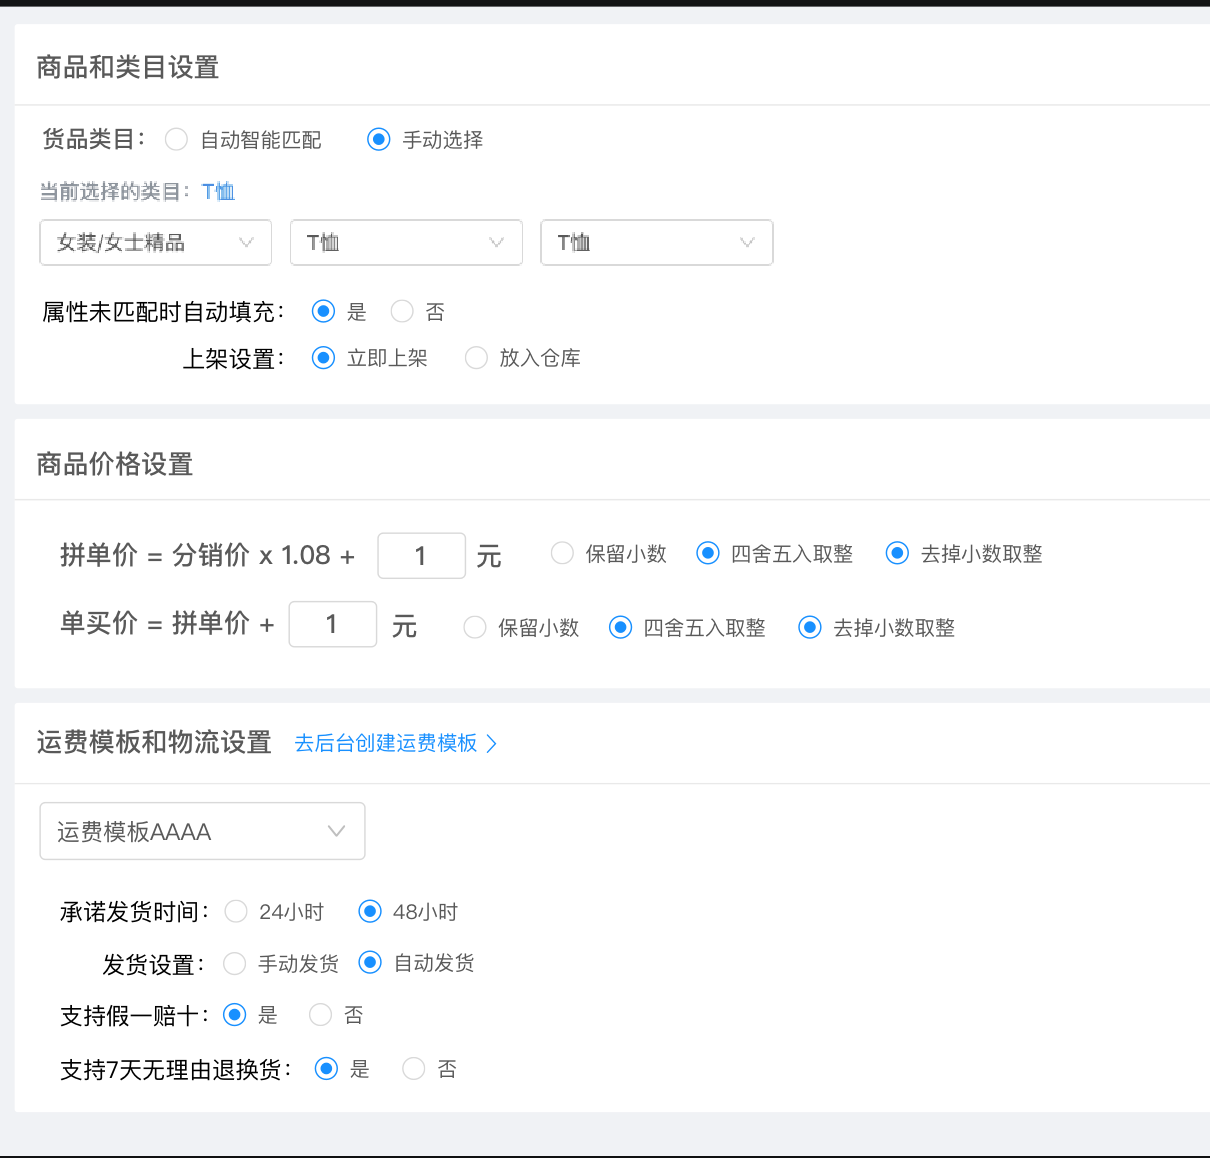 商品和类目设置
货品类目： 自动智能匹配 手动选择
当前选择的类目： T恤
女装/女士精品 T恤 T恤
属性未匹配时自动填充： 是 否
上架设置： 立即上架 放入仓库
商品价格设置
拼单价 = 分销价 x 1.08 + 1 元 保留小数 四舍五入取整 去掉小数取整
单买价 = 拼单价 + 1 元 保留小数 四舍五入取整 去掉小数取整
运费模板和物流设置 去后台创建运费模板 >
运费模板AAAA
承诺发货时间： 24小时 48小时
发货设置： 手动发货 自动发货
支持假一赔十： 是 否
支持7天无理由退换货： 是 否